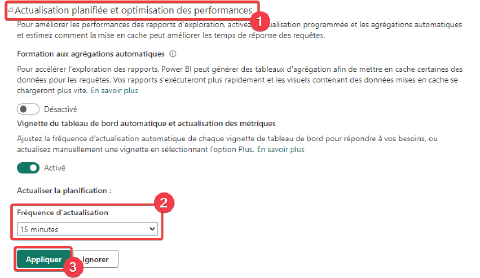 Actualisation planifiée et optimisation des performances
1
Pour améliorer les performances des rapports d'exploration, activez l'actualisation programmée et les agrégations automatiques
et estimez comment la mise en cache peut améliorer les temps de réponse des requêtes.
Formation aux agrégations automatiques
Pour accélérer l'exploration des rapports, Power BI peut générer des tableaux d'agrégation afin de mettre en cache certaines des
données pour les requêtes. Vos rapports s'exécuteront plus rapidement et les visuels contenant des données mises en cache se
chargeront plus vite. En savoir plus
Désactivé
Vignette du tableau de bord automatique et actualisation des métriques
Ajustez la fréquence d'actualisation automatique de chaque vignette de tableau de bord pour répondre à vos besoins, ou
actualisez manuellement une vignette en sélectionnant l'option Plus. En savoir plus
Activé
Actualiser la planification :
2
Fréquence d'actualisation
15 minutes
Appliquer
Ignorer
3